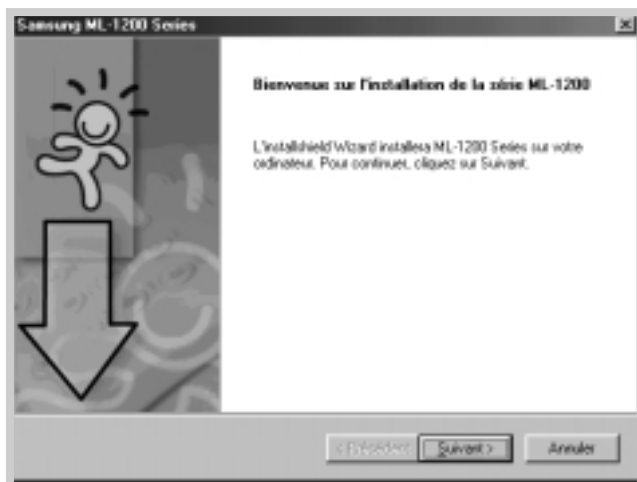 Samsung ML-1200 Series
Bienvenue sur l'installation de la série ML-1200
L'installshield Wizard installera ML-1200 Series sur votre
ordinateur. Pour continuer, cliquez sur Suivant.
< Précédent
Suivant >
Annuler